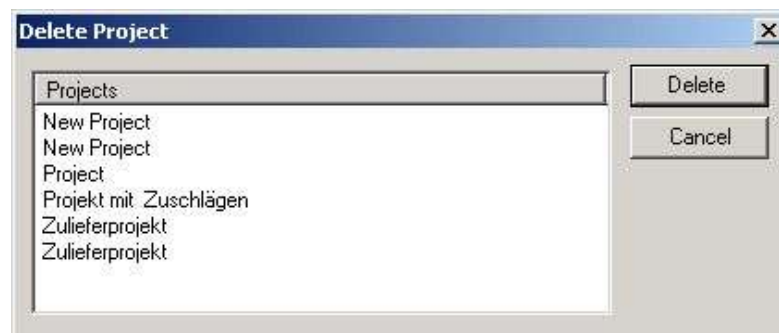 Delete Project
Projects
Delete
New Project
New Project
Cancel
Project
Projekt mit Zuschlägen
Zulieferprojekt
Zulieferprojekt